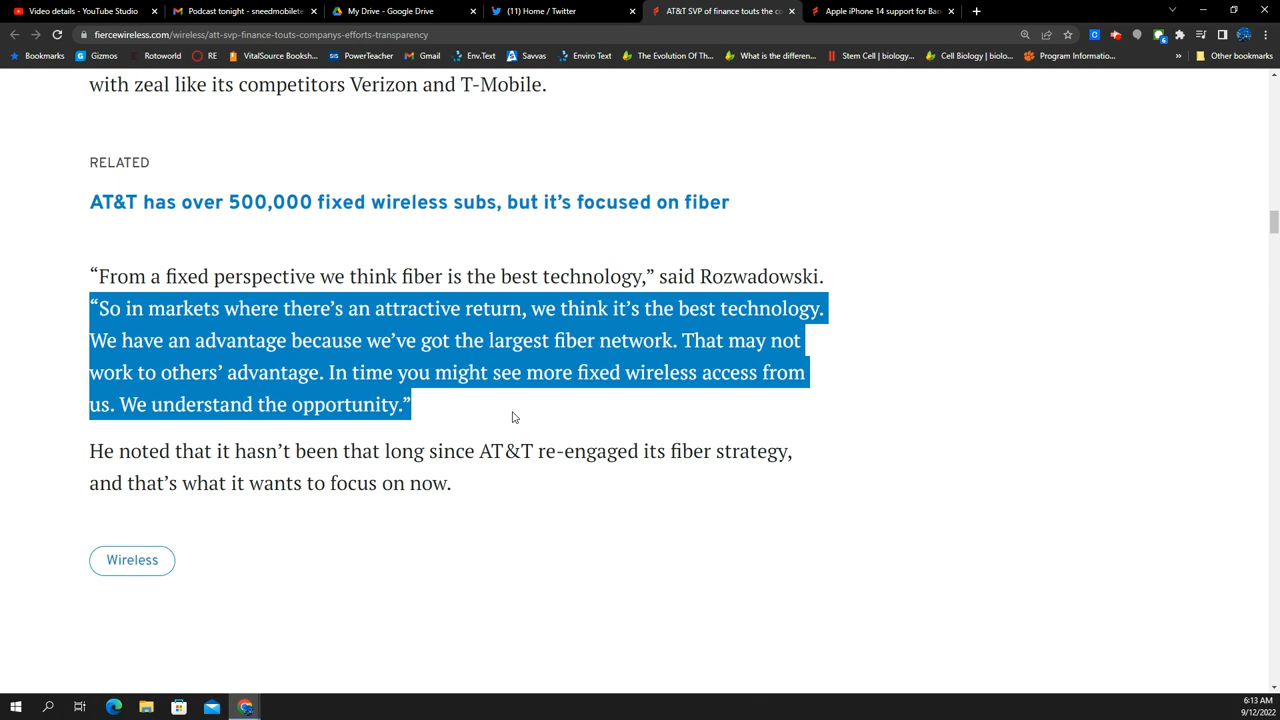 Video details - YouTube Studio
Podcast tonight - sneedmobilete
My Drive - Google Drive
(11) Home / Twitter
AT&T SVP of finance touts the co
Apple iPhone 14 support for Ban
fiercewireless.com/wireless/att-svp-finance-touts-companys-efforts-transparency
Bookmarks
Gizmos
Rotoworld
RE
VitalSource Booksh...
SIS
PowerTeacher
Gmail
Env.Text
Savvas
Enviro Text
The Evolution Of Th...
What is the differen...
Stem Cell | biology...
Cell Biology | biolo...
Program Informatio...
»
Other bookmarks
with zeal like its competitors Verizon and T-Mobile.
RELATED
AT&T has over 500,000 fixed wireless subs, but it's focused on fiber
“From a fixed perspective we think fiber is the best technology,” said Rozwadowski.
“So in markets where there’s an attractive return, we think it’s the best technology.
We have an advantage because we’ve got the largest fiber network. That may not
work to others’ advantage. In time you might see more fixed wireless access from
us. We understand the opportunity.”
He noted that it hasn’t been that long since AT&T re-engaged its fiber strategy,
and that’s what it wants to focus on now.
Wireless
6:13 AM
9/12/2022